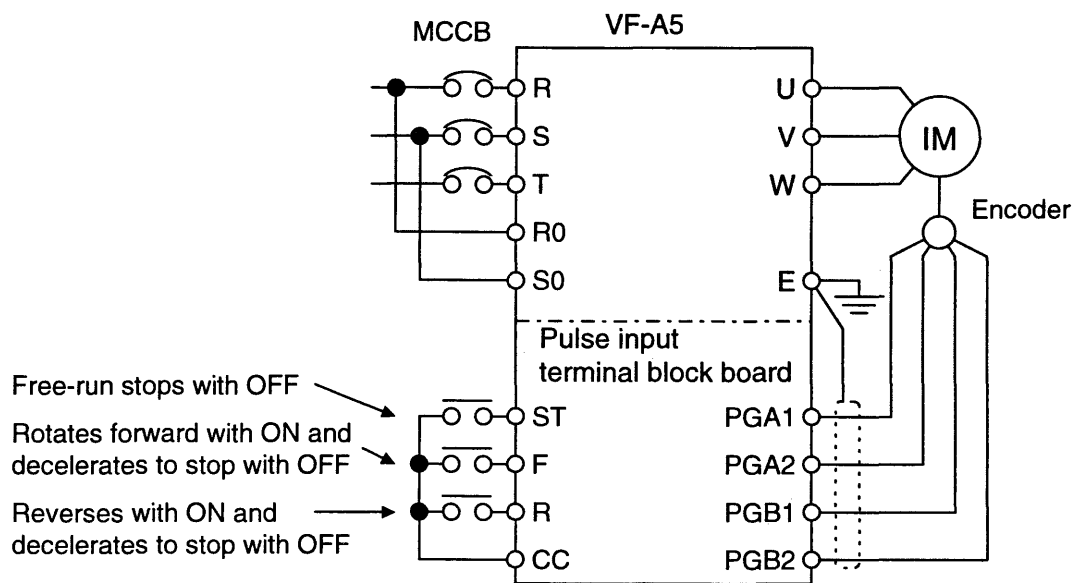 MCCB
VF-A5
R
S
T
R0
S0
U
V
W
IM
Encoder
E
Pulse input
terminal block board
Free-run stops with OFF
Rotates forward with ON and
decelerates to stop with OFF
Reverses with ON and
decelerates to stop with OFF
ST
F
R
CC
PGA1
PGA2
PGB1
PGB2